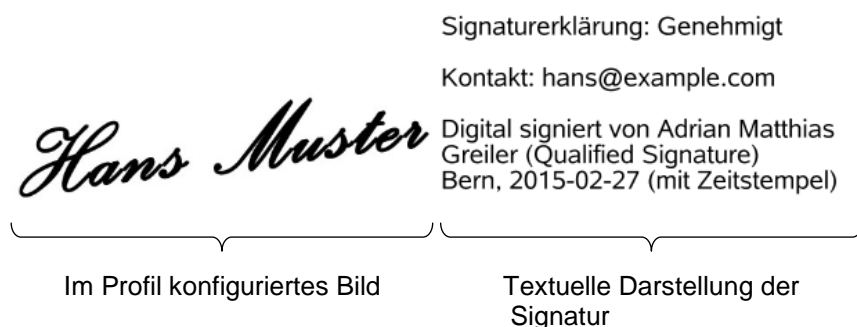 Signaturerklärung: Genehmigt
Kontakt: hans@example.com
Hans Muster
Digital signiert von Adrian Matthias
Greiler (Qualified Signature)
Bern, 2015-02-27 (mit Zeitstempel)
Im Profil konfiguriertes Bild
Textuelle Darstellung der
Signatur